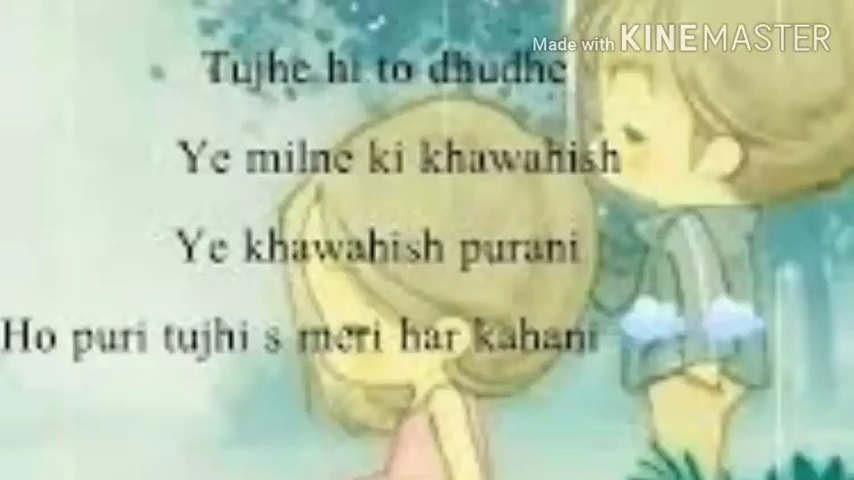 Made with KINEMASTER
Tujhe hi to dhudhe
Ye milne ki khawahish
Ye khawahish purani
Ho puri tujhi s meri har kahani